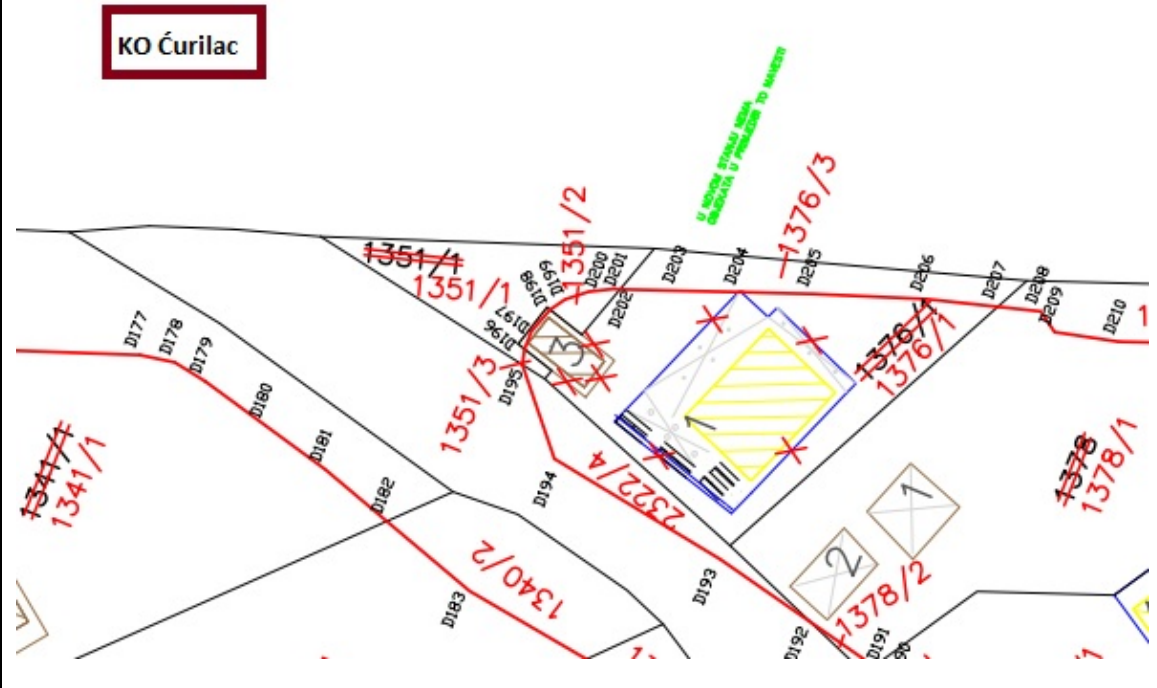 KO Ćurilac
U NOVOM STANJU NEMA
OBJEKATA U PRIMJEDBI TO NAVESTI
1376/3
1351/2
1351/1
1351/1
D203
D204
D205
D206
D207
D208
D209
D210
D199
D198
D197
D196
D195
D200
D201
D202
1376/1
1376/1
D177
D178
D179
D180
D181
D182
D183
3
1
1351/3
1341/1
1341/1
1378
1378/1
2322/4
D194
D193
D192
D191
1
2
1340/2
1378/2